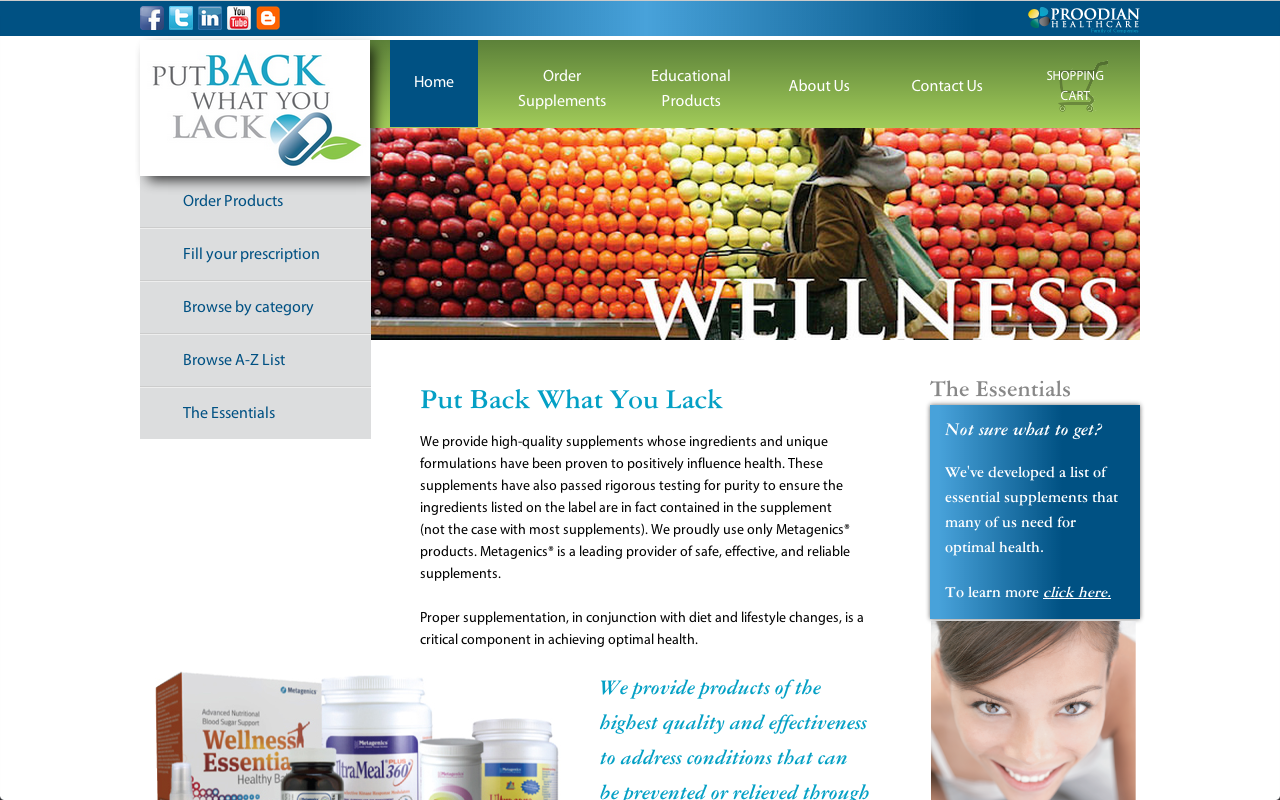 You
Tube
PROODIAN
HEALTHCARE
PUTBACK
WHAT YOU
LACK
Home
Order
Supplements
Educational
Products
About Us
Contact Us
SHOPPING
CART
Order Products
Fill your prescription
Browse by category
Browse A-Z List
The Essentials
WELLNESS
Put Back What You Lack
We provide high-quality supplements whose ingredients and unique
formulations have been proven to positively influence health. These
supplements have also passed rigorous testing for purity to ensure the
ingredients listed on the label are in fact contained in the supplement
(not the case with most supplements). We proudly use only Metagenics®
products. Metagenics® is a leading provider of safe, effective, and reliable
supplements.
Proper supplementation, in conjunction with diet and lifestyle changes, is a
critical component in achieving optimal health.
The Essentials
Not sure what to get?
We've developed a list of
essential supplements that
many of us need for
optimal health.
To learn more click here.
Metagenics
Advanced Nutritional
Blood Sugar Support
Wellness
Essentia
Healthy Ba
Metagenics
UltraMeal PLUS 360°
We provide products of the
highest quality and effectiveness
to address conditions that can
be prevented or relieved through